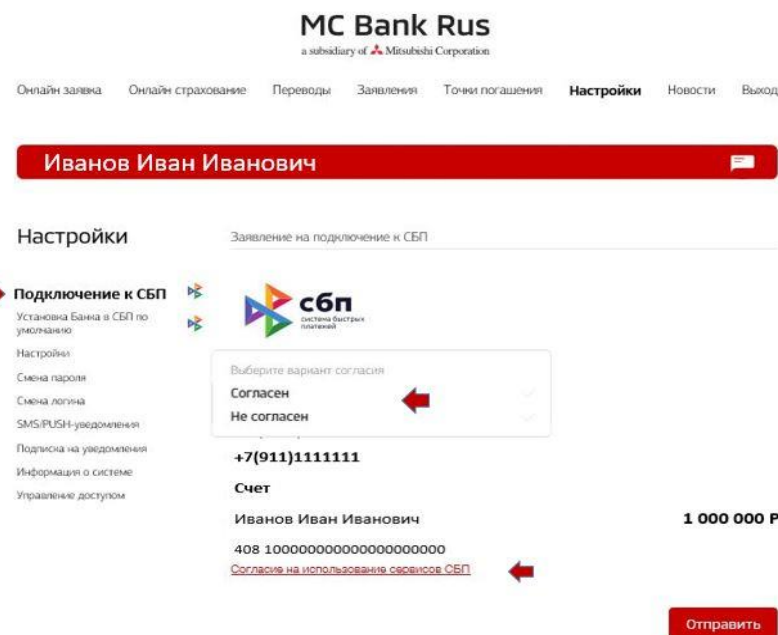 MC Bank Rus
a subsidiary of Mitsubishi Corporation
Онлайн заявка Онлайн страхование Переводы Заявления Точки погашения Настройки Новости Выход
Иванов Иван Иванович
Настройки
Заявление на подключение к СБП
Подключение к СБП
Установка Банка в СБП по
умолчанию
Настройки
Смена пароля
Смена логина
SMS/PUSH-уведомления
Подписка на уведомления
Информация о системе
Управление доступом
сбп
система быстрых
платежей
Выберите вариант согласия
Согласен
Не согласен
+7(911)1111111
Счет
Иванов Иван Иванович 1 000 000 Р
408 100000000000000000000
Согласие на использование сервисов СБП
Отправить